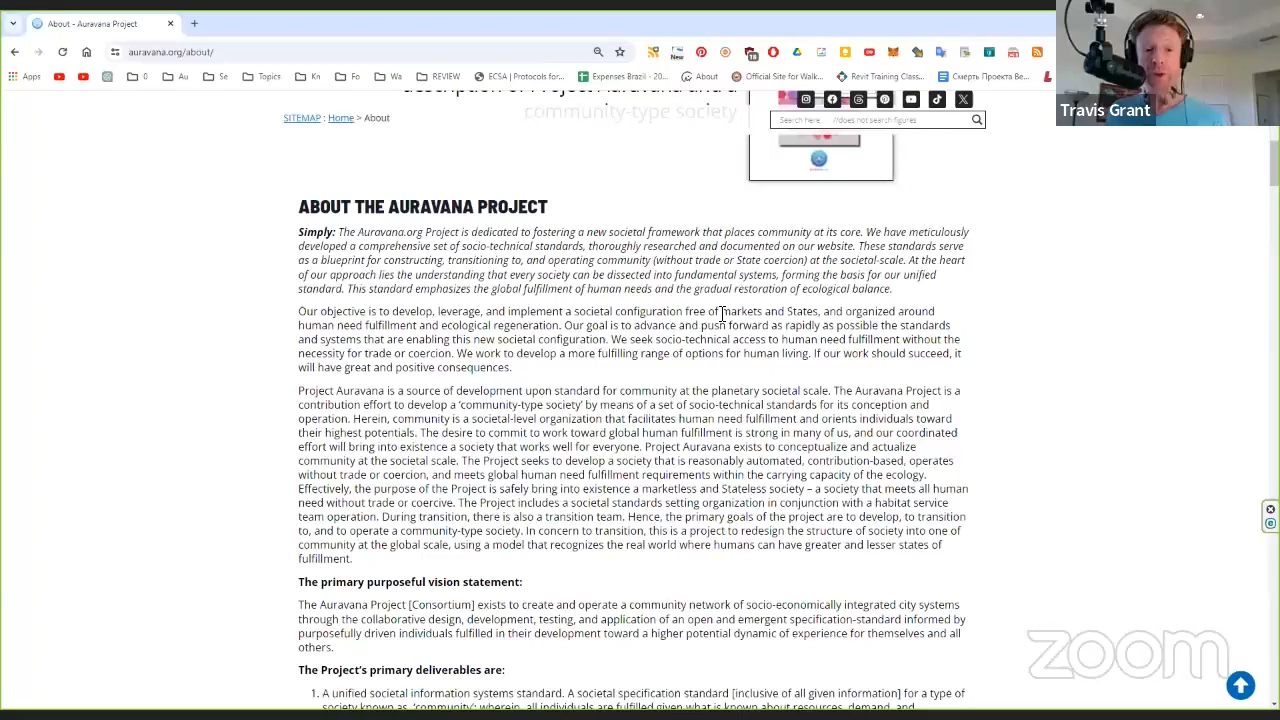 About - Auravana Project
auravana.org/about/
New
18
Apps
0
Au
Se
Topics
Kn
Fo
Wa
REVIEW
ECSA | Protocols for...
Expenses Brazil - 20...
About
Official Site for Walk...
Revit Training Class...
Смерть Проекта Ве...
Travis Grant
description of Project Auravana and a
community-type society
Search here... //does not search figures
SITEMAP : Home > About
ABOUT THE AURAVANA PROJECT
Simply: The Auravana.org Project is dedicated to fostering a new societal framework that places community at its core. We have meticulously
developed a comprehensive set of socio-technical standards, thoroughly researched and documented on our website. These standards serve
as a blueprint for constructing, transitioning to, and operating community (without trade or State coercion) at the societal-scale. At the heart
of our approach lies the understanding that every society can be dissected into fundamental systems, forming the basis for our unified
standard. This standard emphasizes the global fulfillment of human needs and the gradual restoration of ecological balance.
Our objective is to develop, leverage, and implement a societal configuration free of markets and States, and organized around
human need fulfillment and ecological regeneration. Our goal is to advance and push forward as rapidly as possible the standards
and systems that are enabling this new societal configuration. We seek socio-technical access to human need fulfillment without the
necessity for trade or coercion. We work to develop a more fulfilling range of options for human living. If our work should succeed, it
will have great and positive consequences.
Project Auravana is a source of development upon standard for community at the planetary societal scale. The Auravana Project is a
contribution effort to develop a ‘community-type society’ by means of a set of socio-technical standards for its conception and
operation. Herein, community is a societal-level organization that facilitates human need fulfillment and orients individuals toward
their highest potentials. The desire to commit to work toward global human fulfillment is strong in many of us, and our coordinated
effort will bring into existence a society that works well for everyone. Project Auravana exists to conceptualize and actualize
community at the societal scale. The Project seeks to develop a society that is reasonably automated, contribution-based, operates
without trade or coercion, and meets global human need fulfillment requirements within the carrying capacity of the ecology.
Effectively, the purpose of the Project is safely bring into existence a marketless and Stateless society – a society that meets all human
need without trade or coercive. The Project includes a societal standards setting organization in conjunction with a habitat service
team operation. During transition, there is also a transition team. Hence, the primary goals of the project are to develop, to transition
to, and to operate a community-type society. In concern to transition, this is a project to redesign the structure of society into one of
community at the global scale, using a model that recognizes the real world where humans can have greater and lesser states of
fulfillment.
The primary purposeful vision statement:
The Auravana Project [Consortium] exists to create and operate a community network of socio-economically integrated city systems
through the collaborative design, development, testing, and application of an open and emergent specification-standard informed by
purposefully driven individuals fulfilled in their development toward a higher potential dynamic of experience for themselves and all
others.
The Project’s primary deliverables are:
1. A unified societal information systems standard. A societal specification standard [inclusive of all given information] for a type of
society known as, ‘community’; wherein, all individuals are fulfilled given what is known about resources, demand, and
zoom